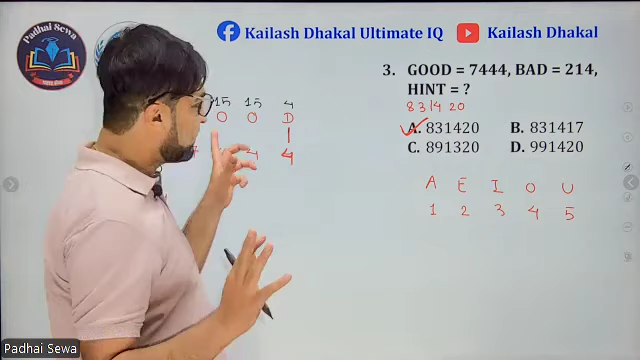 Padhai Sewa
Kailash Dhakal Ultimate IQ
Kailash Dhakal
3. GOOD = 7444, BAD = 214,
HINT = ?
8 3 14 20
A. 831420 B. 831417
C. 891320 D. 991420
15 15 4
O O D
4 4
A E I O U
1 2 3 4 5
Padhai Sewa